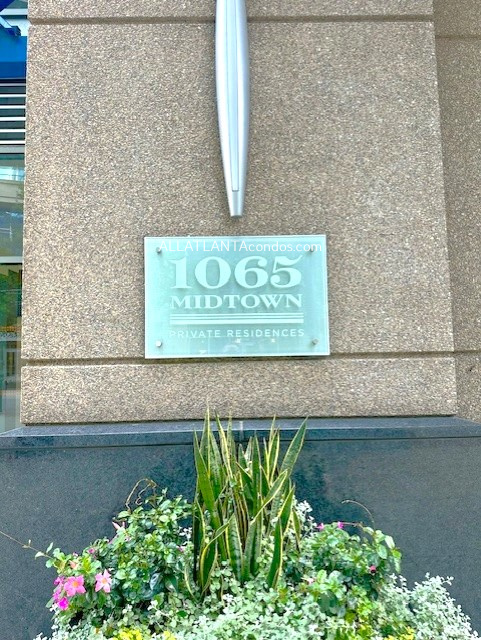 ALLATLANTAcondos.com
1065
MIDTOWN
PRIVATE RESIDENCES